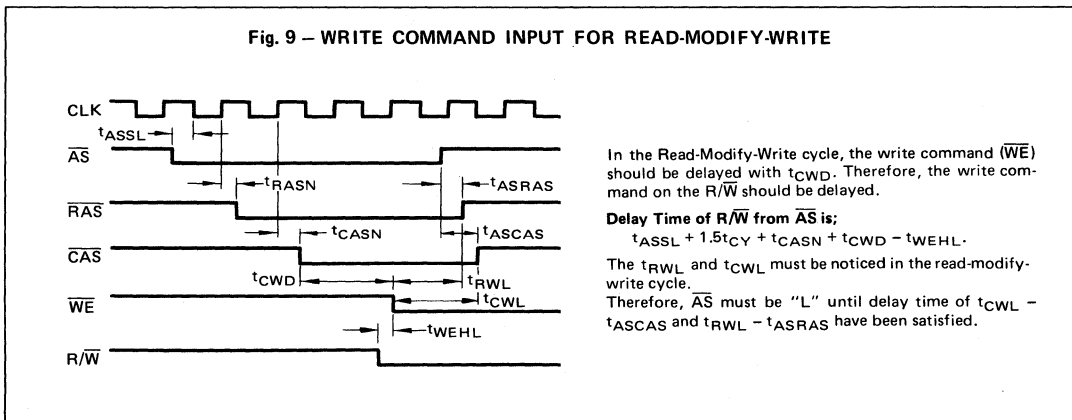 Fig. 9 – WRITE COMMAND INPUT FOR READ-MODIFY-WRITE
CLK
tASSL
AS
tRASN
tASRAS
RAS
tCASN
tASCAS
CAS
tCWD
tRWL
tCWL
WE
tWEHL
R/W
In the Read-Modify-Write cycle, the write command (WE)
should be delayed with tCWD. Therefore, the write com-
mand on the R/W should be delayed.
Delay Time of R/W from AS is;
tASSL + 1.5tCY + tCASN + tCWD – tWEHL.
The tRWL and tCWL must be noticed in the read-modify-
write cycle.
Therefore, AS must be "L" until delay time of tCWL –
tASCAS and tRWL – tASRAS have been satisfied.